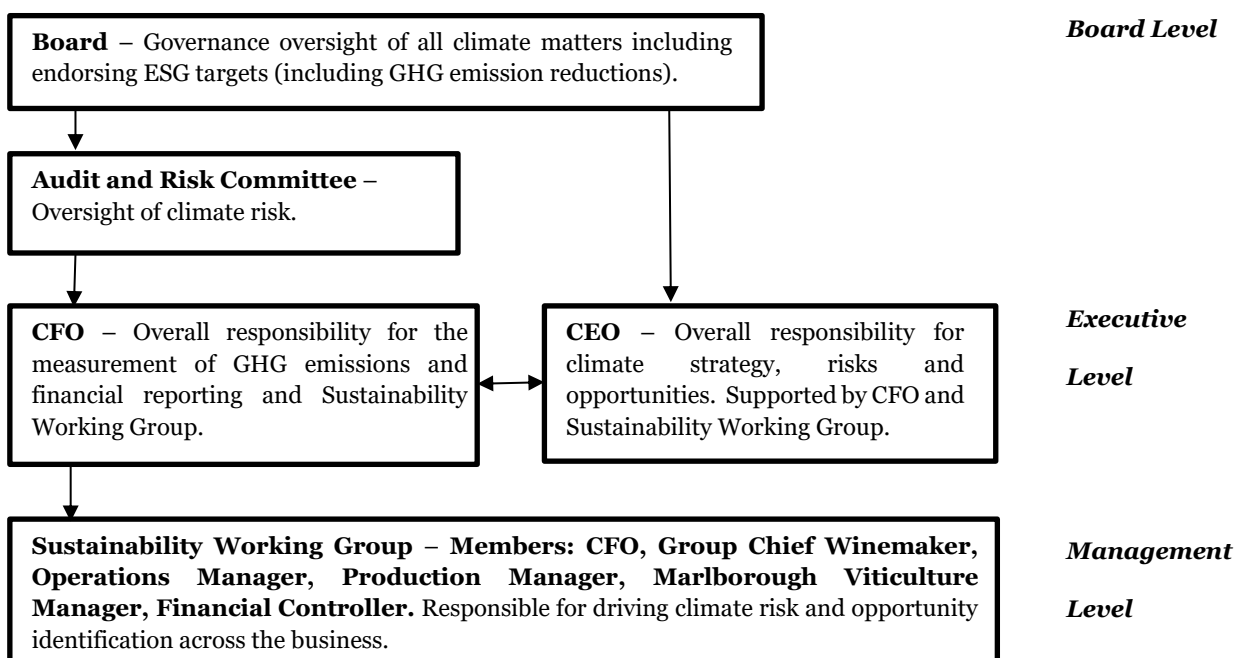 Board – Governance oversight of all climate matters including
endorsing ESG targets (including GHG emission reductions).
Board Level
Audit and Risk Committee –
Oversight of climate risk.
CFO – Overall responsibility for the
measurement of GHG emissions and
financial reporting and Sustainability
Working Group.
CEO – Overall responsibility for
climate strategy, risks and
opportunities. Supported by CFO and
Sustainability Working Group.
Executive
Level
Sustainability Working Group – Members: CFO, Group Chief Winemaker,
Operations Manager, Production Manager, Marlborough Viticulture
Manager, Financial Controller. Responsible for driving climate risk and opportunity
identification across the business.
Management
Level